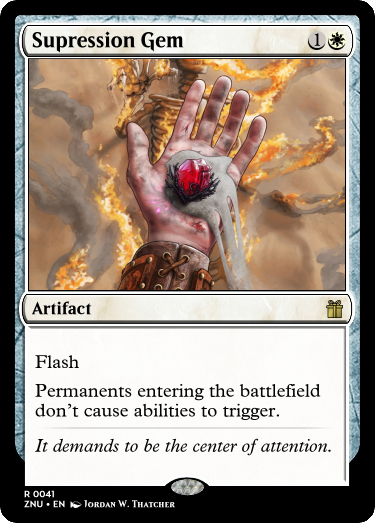 Supression Gem 1
Artifact
Flash
Permanents entering the battlefield
don't cause abilities to trigger.
It demands to be the center of attention.
R 0041
ZNU • EN Jordan W. Thatcher